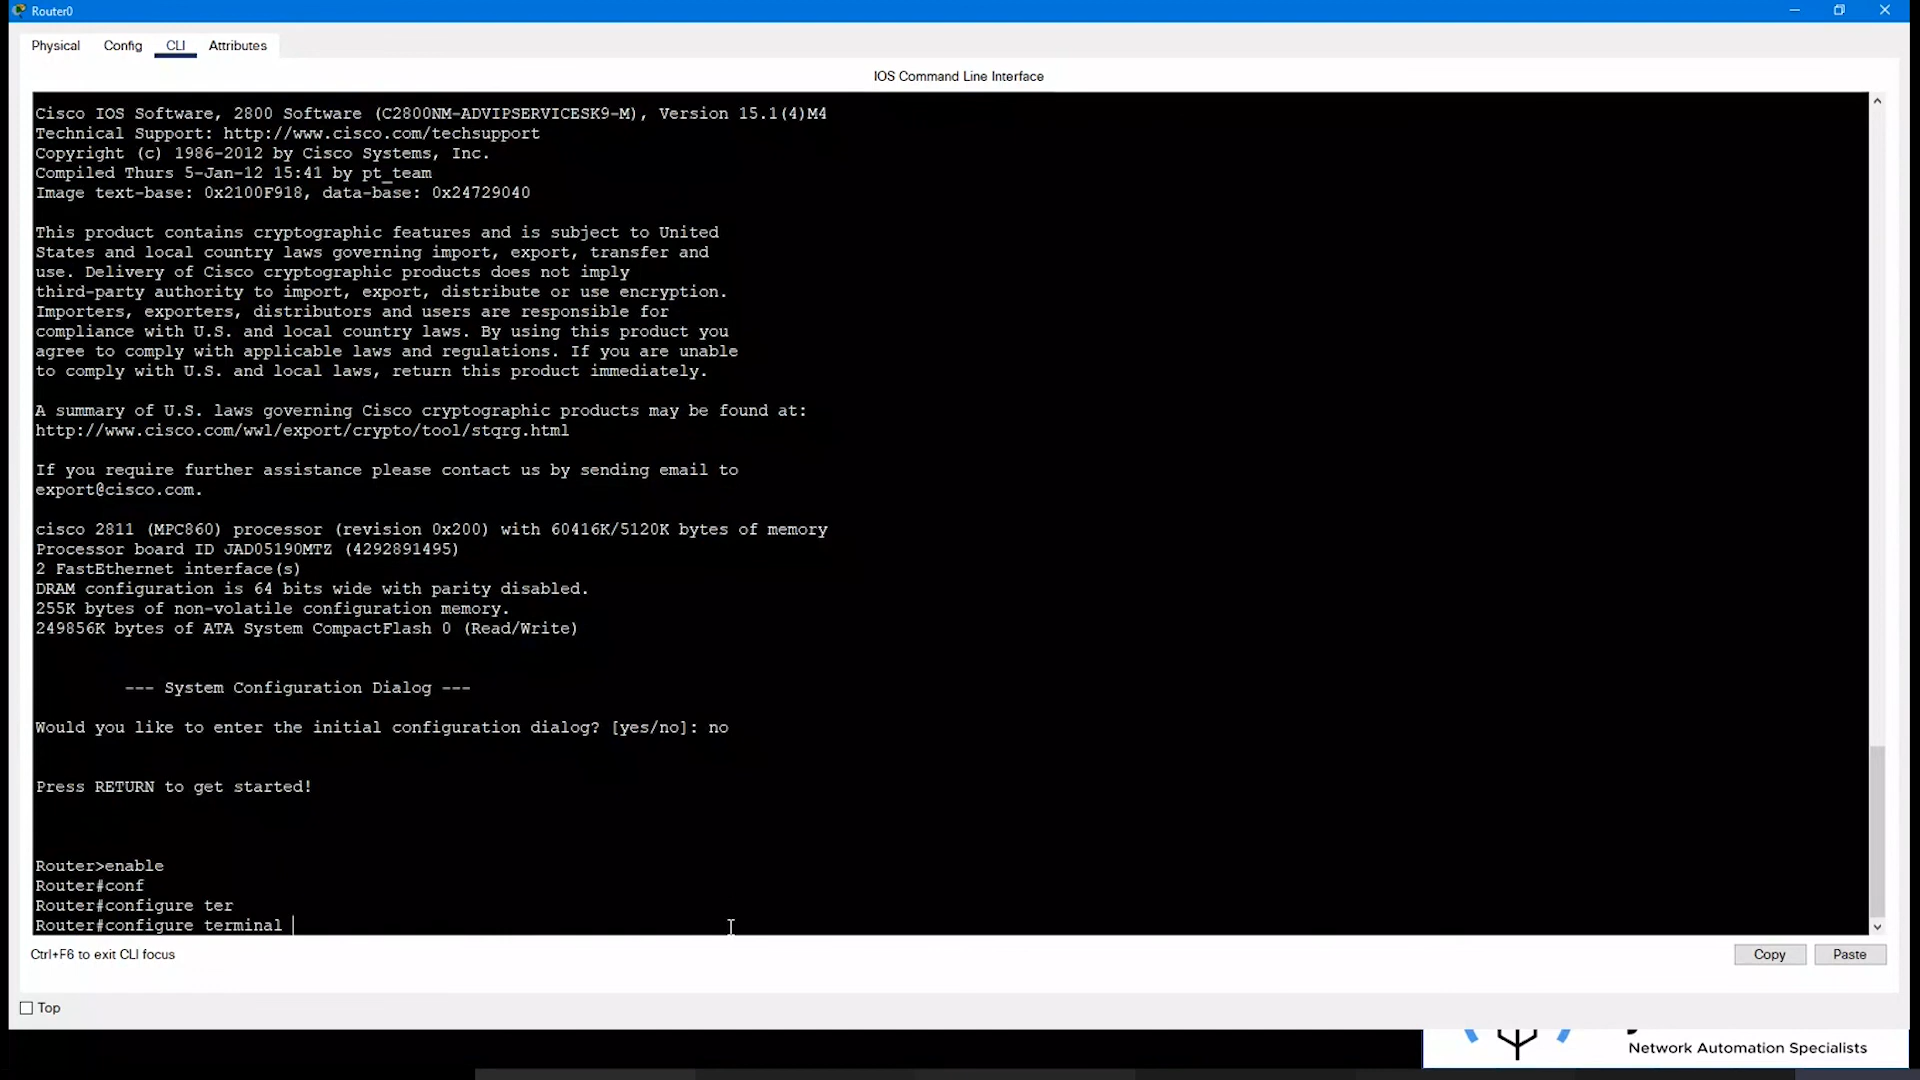 Router0
Physical Config CLI Attributes
IOS Command Line Interface
Cisco IOS Software, 2800 Software (C2800NM-ADVIPSERVICESK9-M), Version 15.1(4)M4
Technical Support: http://www.cisco.com/techsupport
Copyright (c) 1986-2012 by Cisco Systems, Inc.
Compiled Thurs 5-Jan-12 15:41 by pt_team
Image text-base: 0x2100F918, data-base: 0x24729040
This product contains cryptographic features and is subject to United
States and local country laws governing import, export, transfer and
use. Delivery of Cisco cryptographic products does not imply
third-party authority to import, export, distribute or use encryption.
Importers, exporters, distributors and users are responsible for
compliance with U.S. and local country laws. By using this product you
agree to comply with applicable laws and regulations. If you are unable
to comply with U.S. and local laws, return this product immediately.
A summary of U.S. laws governing Cisco cryptographic products may be found at:
http://www.cisco.com/wwl/export/crypto/tool/stqrg.html
If you require further assistance please contact us by sending email to
export@cisco.com.
cisco 2811 (MPC860) processor (revision 0x200) with 60416K/5120K bytes of memory
Processor board ID JAD05190MTZ (4292891495)
2 FastEthernet interface(s)
DRAM configuration is 64 bits wide with parity disabled.
255K bytes of non-volatile configuration memory.
249856K bytes of ATA System CompactFlash 0 (Read/Write)
--- System Configuration Dialog ---
Would you like to enter the initial configuration dialog? [yes/no]: no
Press RETURN to get started!
Router>enable
Router#conf
Router#configure ter
Router#configure terminal
Ctrl+F6 to exit CLI focus
Copy Paste
Top
Network Automation Specialists